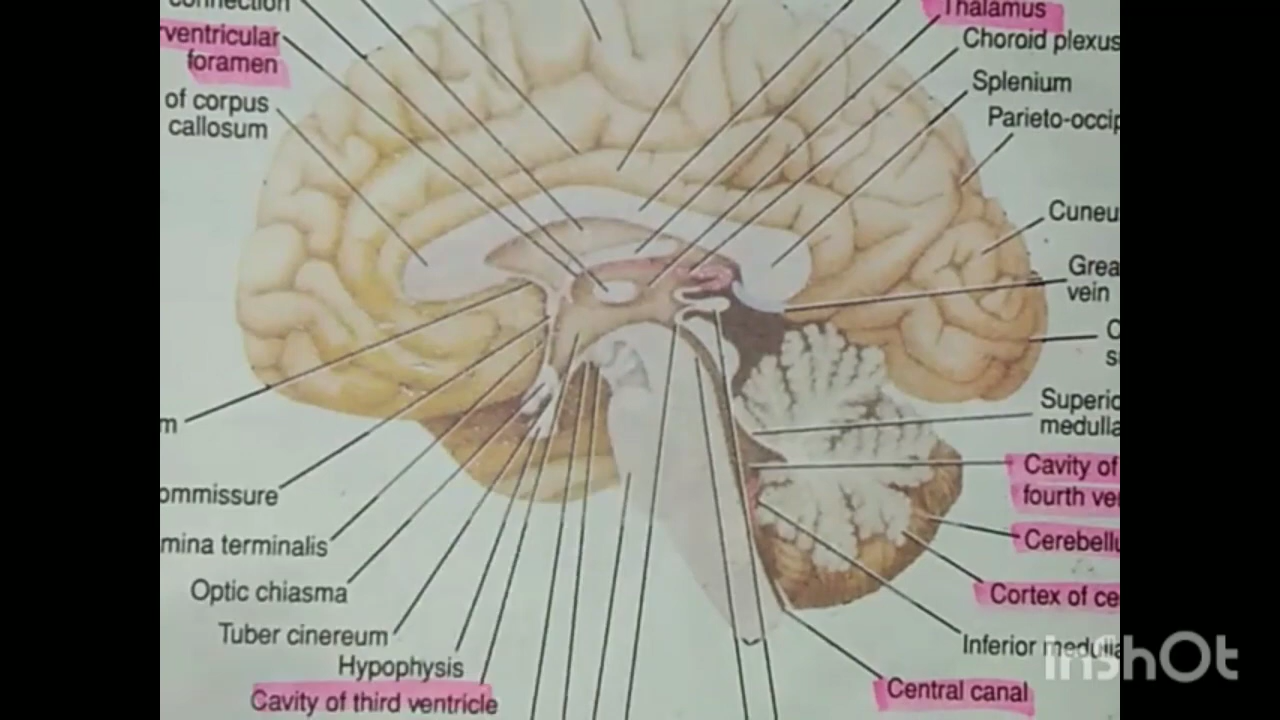 connection
Thalamus
ventricular
foramen
Choroid plexus
Splenium
of corpus
callosum
Parieto-occip
Cuneu
Grea
vein
Superio
medulla
m
Cavity of
fourth ve
ommissure
Cerebellu
mina terminalis
Optic chiasma
Cortex of ce
Tuber cinereum
Inferior medulla
Hypophysis
Central canal
Cavity of third ventricle
InShOt